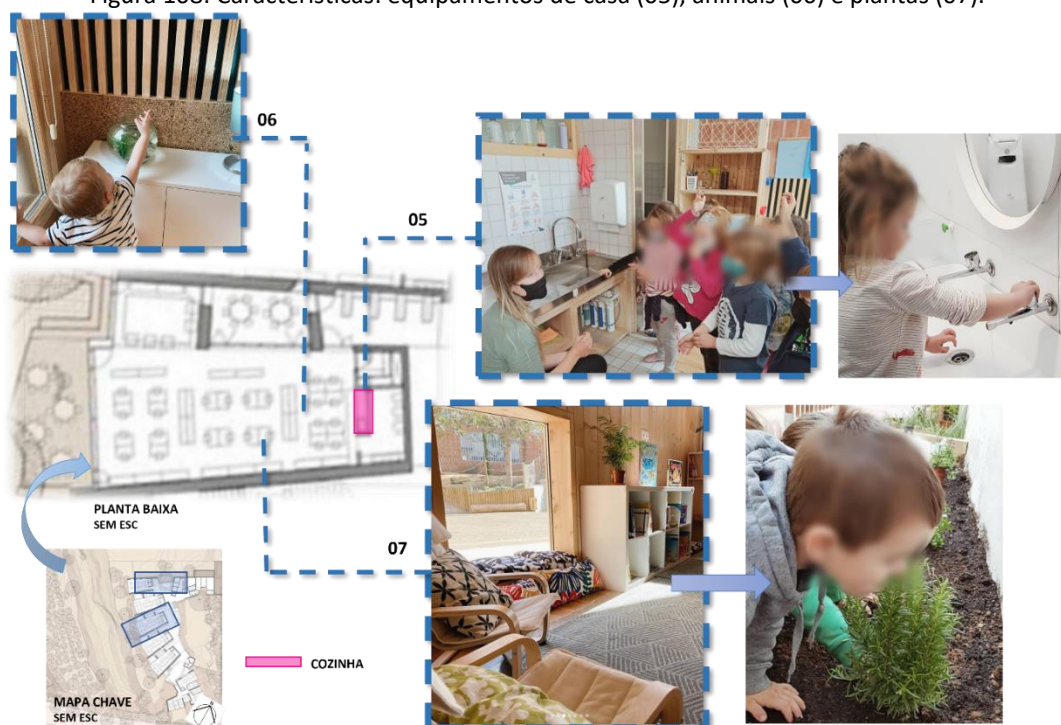 Figura 108: Características: equipamentos de casa (05), animais (06) e plantas (07).
06
05
PLANTA BAIXA
SEM ESC
07
COZINHA
MAPA CHAVE
SEM ESC